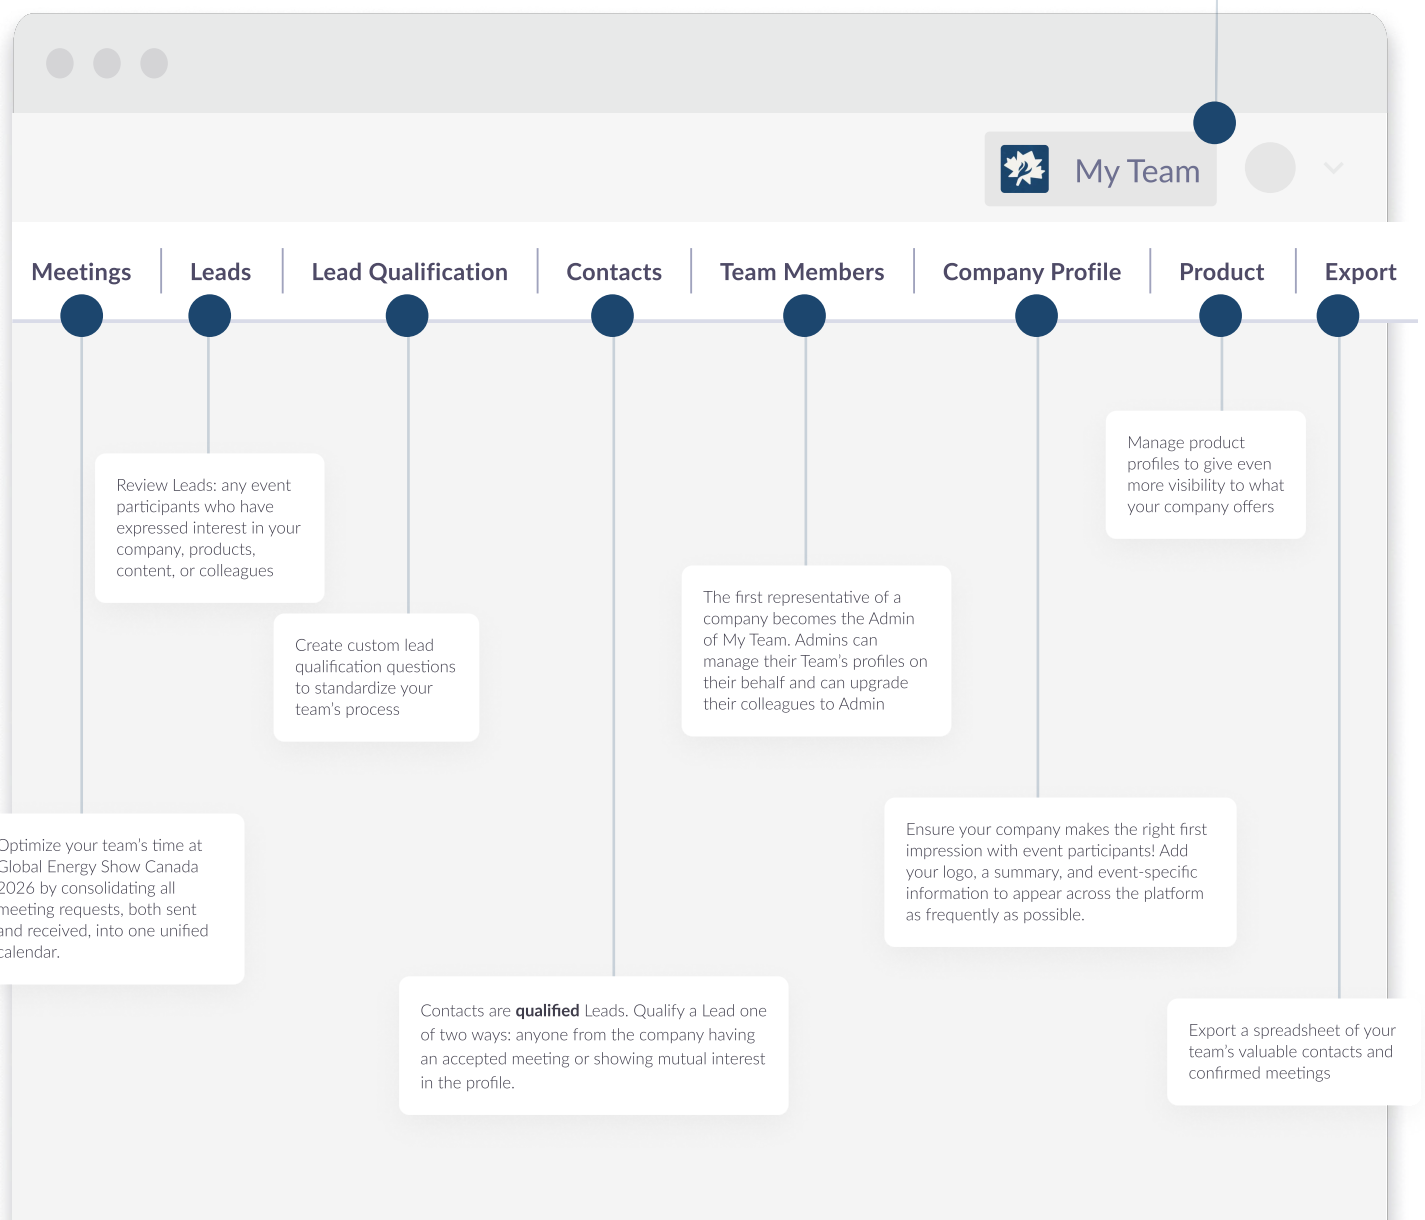 My Team
Meetings
Leads
Lead Qualification
Contacts
Team Members
Company Profile
Product
Export
Manage product
profiles to give even
more visibility to what
your company offers
Review Leads: any event
participants who have
expressed interest in your
company, products,
content, or colleagues
The first representative of a
company becomes the Admin
of My Team. Admins can
manage their Team's profiles on
their behalf and can upgrade
their colleagues to Admin
Create custom lead
qualification questions
to standardize your
team's process
Ensure your company makes the right first
impression with event participants! Add
your logo, a summary, and event-specific
information to appear across the platform
as frequently as possible.
Optimize your team's time at
Global Energy Show Canada
2026 by consolidating all
meeting requests, both sent
and received, into one unified
calendar.
Contacts are qualified Leads. Qualify a Lead one
of two ways: anyone from the company having
an accepted meeting or showing mutual interest
in the profile.
Export a spreadsheet of your
team's valuable contacts and
confirmed meetings